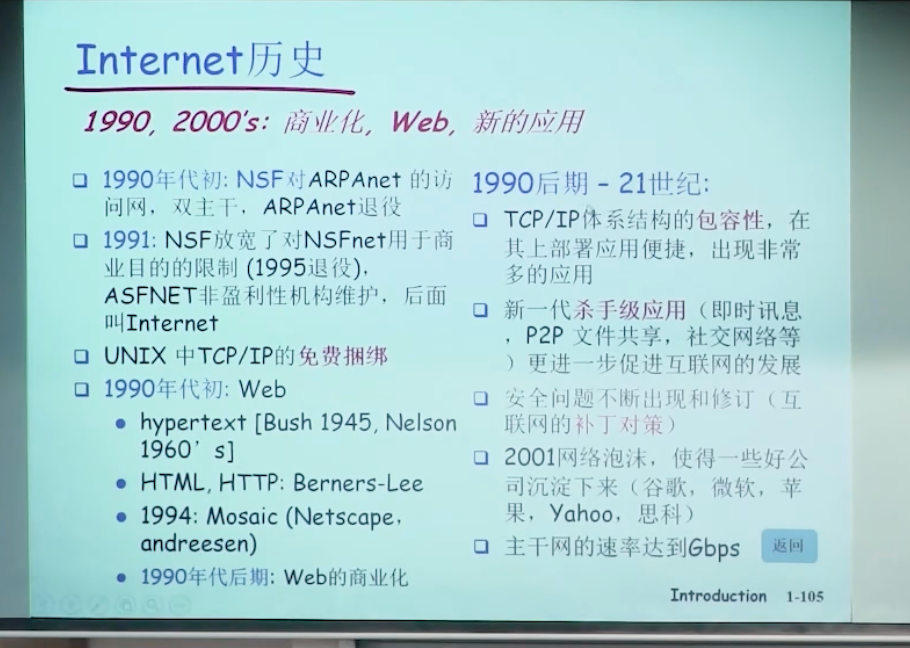 Internet历史
1990, 2000's: 商业化, Web, 新的应用
1990年代初: NSF对ARPAnet 的访
问网，双主干，ARPAnet退役
1991: NSF放宽了对NSFnet用于商
业目的的限制 (1995退役),
ASFNET非盈利性机构维护，后面
叫Internet
UNIX 中TCP/IP的免费捆绑
1990年代初: Web
hypertext [Bush 1945, Nelson
1960’s]
HTML, HTTP: Berners-Lee
1994: Mosaic (Netscape,
andreesen)
1990年代后期: Web的商业化
1990后期 – 21世纪:
TCP/IP体系结构的包容性，在
其上部署应用便捷，出现非常
多的应用
新一代杀手级应用（即时讯息
，P2P 文件共享，社交网络等
）更进一步促进互联网的发展
安全问题不断出现和修订（互
联网的补丁对策）
2001网络泡沫，使得一些好公
司沉淀下来（谷歌，微软，苹
果，Yahoo，思科）
主干网的速率达到Gbps
返回
Introduction 1-105